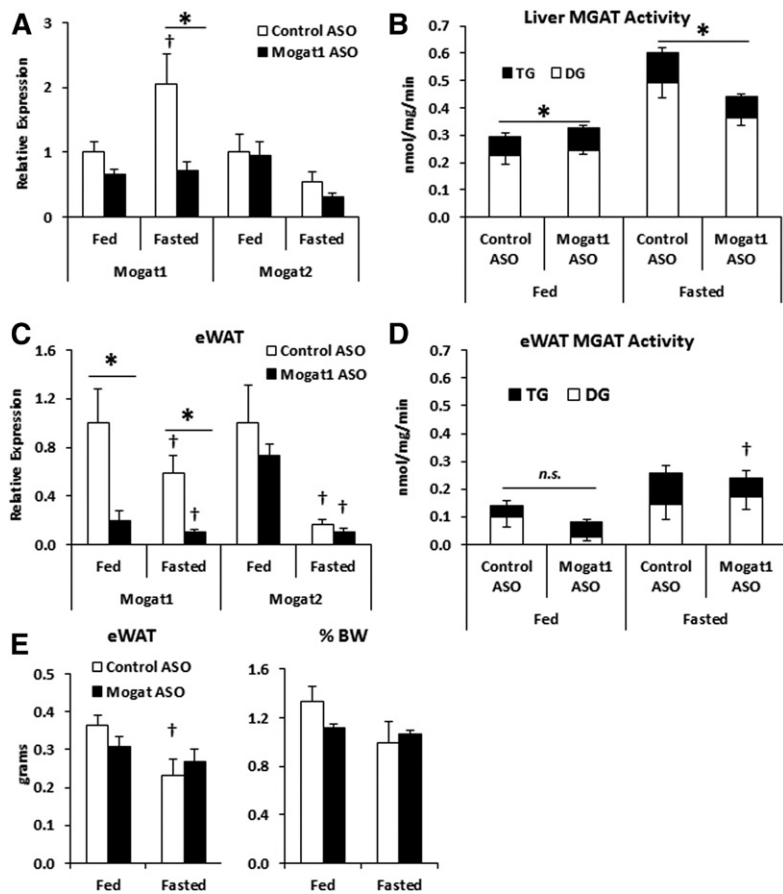 A
Relative Expression
3
2
1
0
†
*
Control ASO
Mogat1 ASO
Fed
Fasted
Fed
Fasted
Mogat1
Mogat2
B
Liver MGAT Activity
nmol/mg/min
0.7
0.6
0.5
0.4
0.3
0.2
0.1
0.0
TG
DG
*
*
Control ASO
Mogat1 ASO
Control ASO
Mogat1 ASO
Fed
Fasted
C
eWAT
Relative Expression
1.6
1.2
0.8
0.4
0.0
Control ASO
Mogat1 ASO
*
*
†
†
†
†
Fed
Fasted
Fed
Fasted
Mogat1
Mogat2
D
eWAT MGAT Activity
nmol/mg/min
0.7
0.6
0.5
0.4
0.3
0.2
0.1
0.0
TG
DG
n.s.
†
Control ASO
Mogat1 ASO
Control ASO
Mogat1 ASO
Fed
Fasted
E
eWAT
grams
0.5
0.4
0.3
0.2
0.1
0.0
Control ASO
Mogat ASO
†
Fed
Fasted
% BW
1.6
1.2
0.8
0.4
0.0
Fed
Fasted